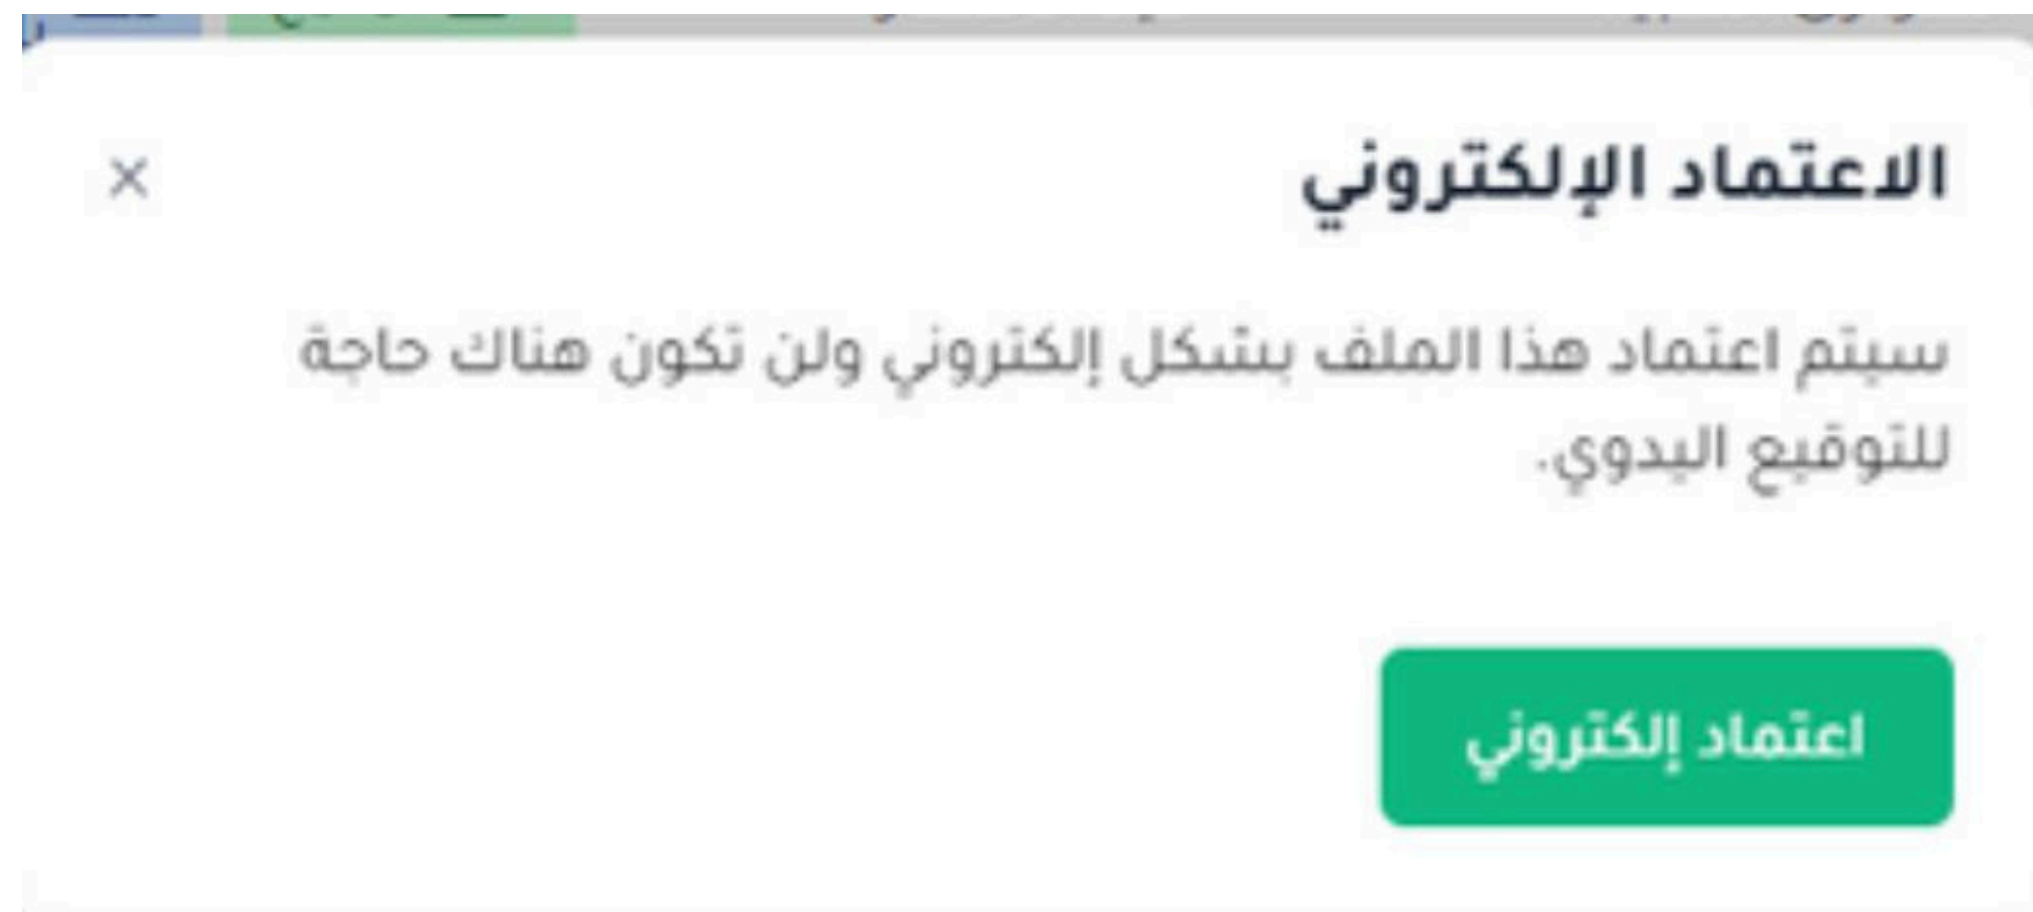 الاعتماد الإلكتروني
سيتم اعتماد هذا الملف بشكل إلكتروني ولن تكون هناك حاجة
للتوقيع اليدوي.
اعتماد إلكتروني